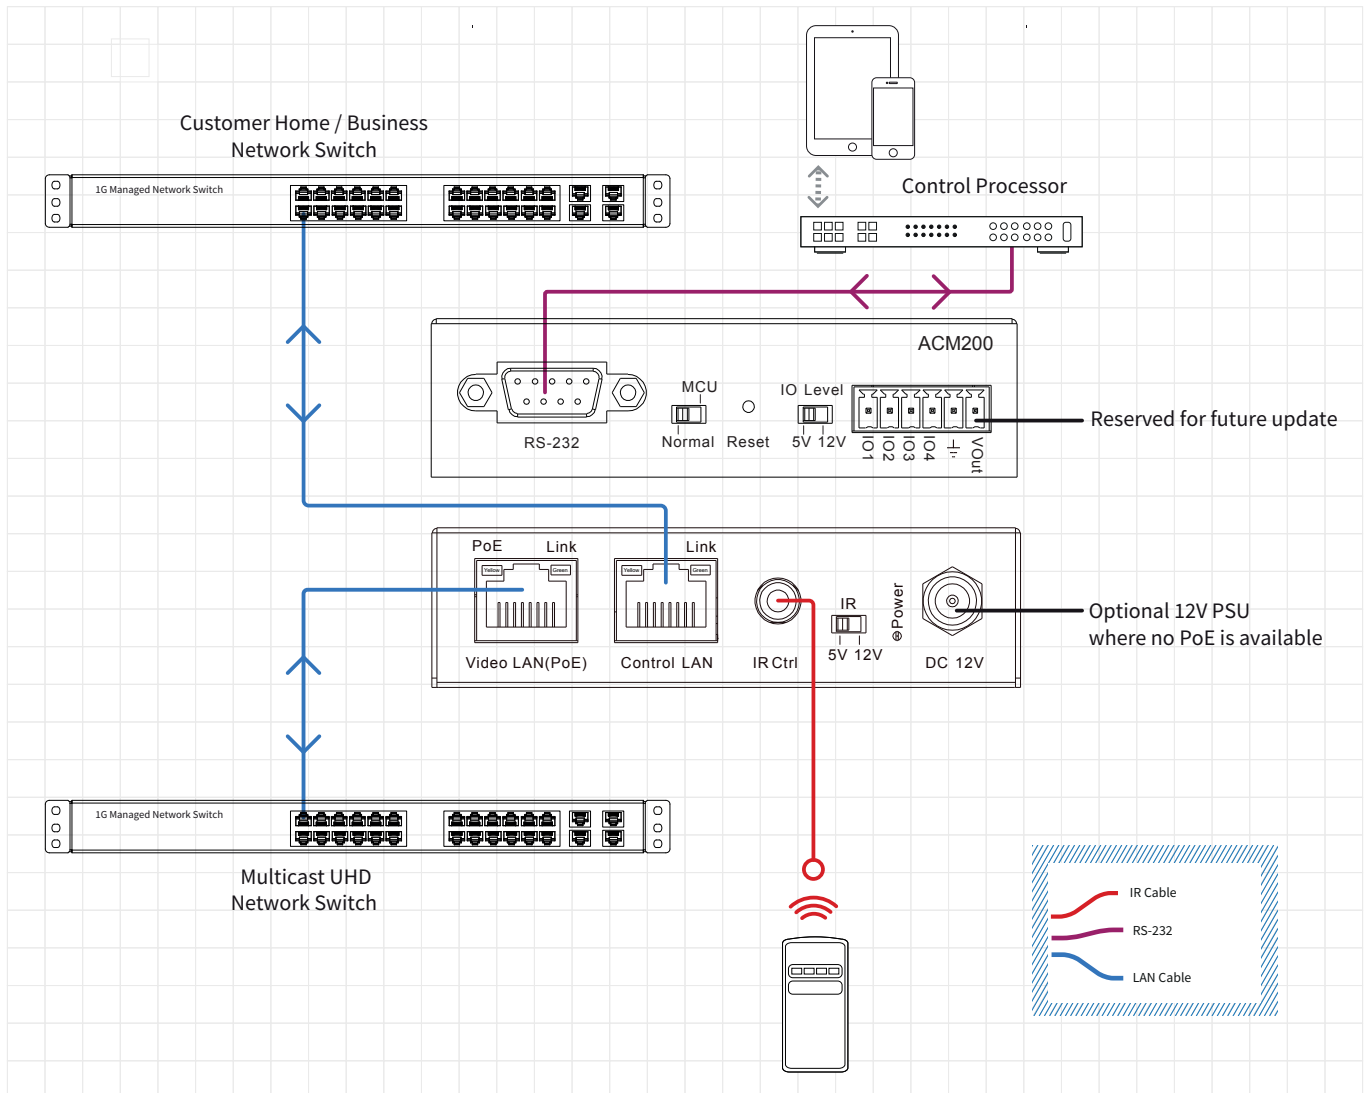 Customer Home / Business
Network Switch
1G Managed Network Switch
Control Processor
ACM200
MCU
IO Level
RS-232
Normal
Reset
5V 12V
IO1
IO2
IO3
IO4
VOut
Reserved for future update
PoE
Link
Yellow
Green
Link
Yellow
Green
IR
5V 12V
Power
Video LAN(PoE)
Control LAN
IR Ctrl
DC 12V
Optional 12V PSU
where no PoE is available
1G Managed Network Switch
Multicast UHD
Network Switch
IR Cable
RS-232
LAN Cable